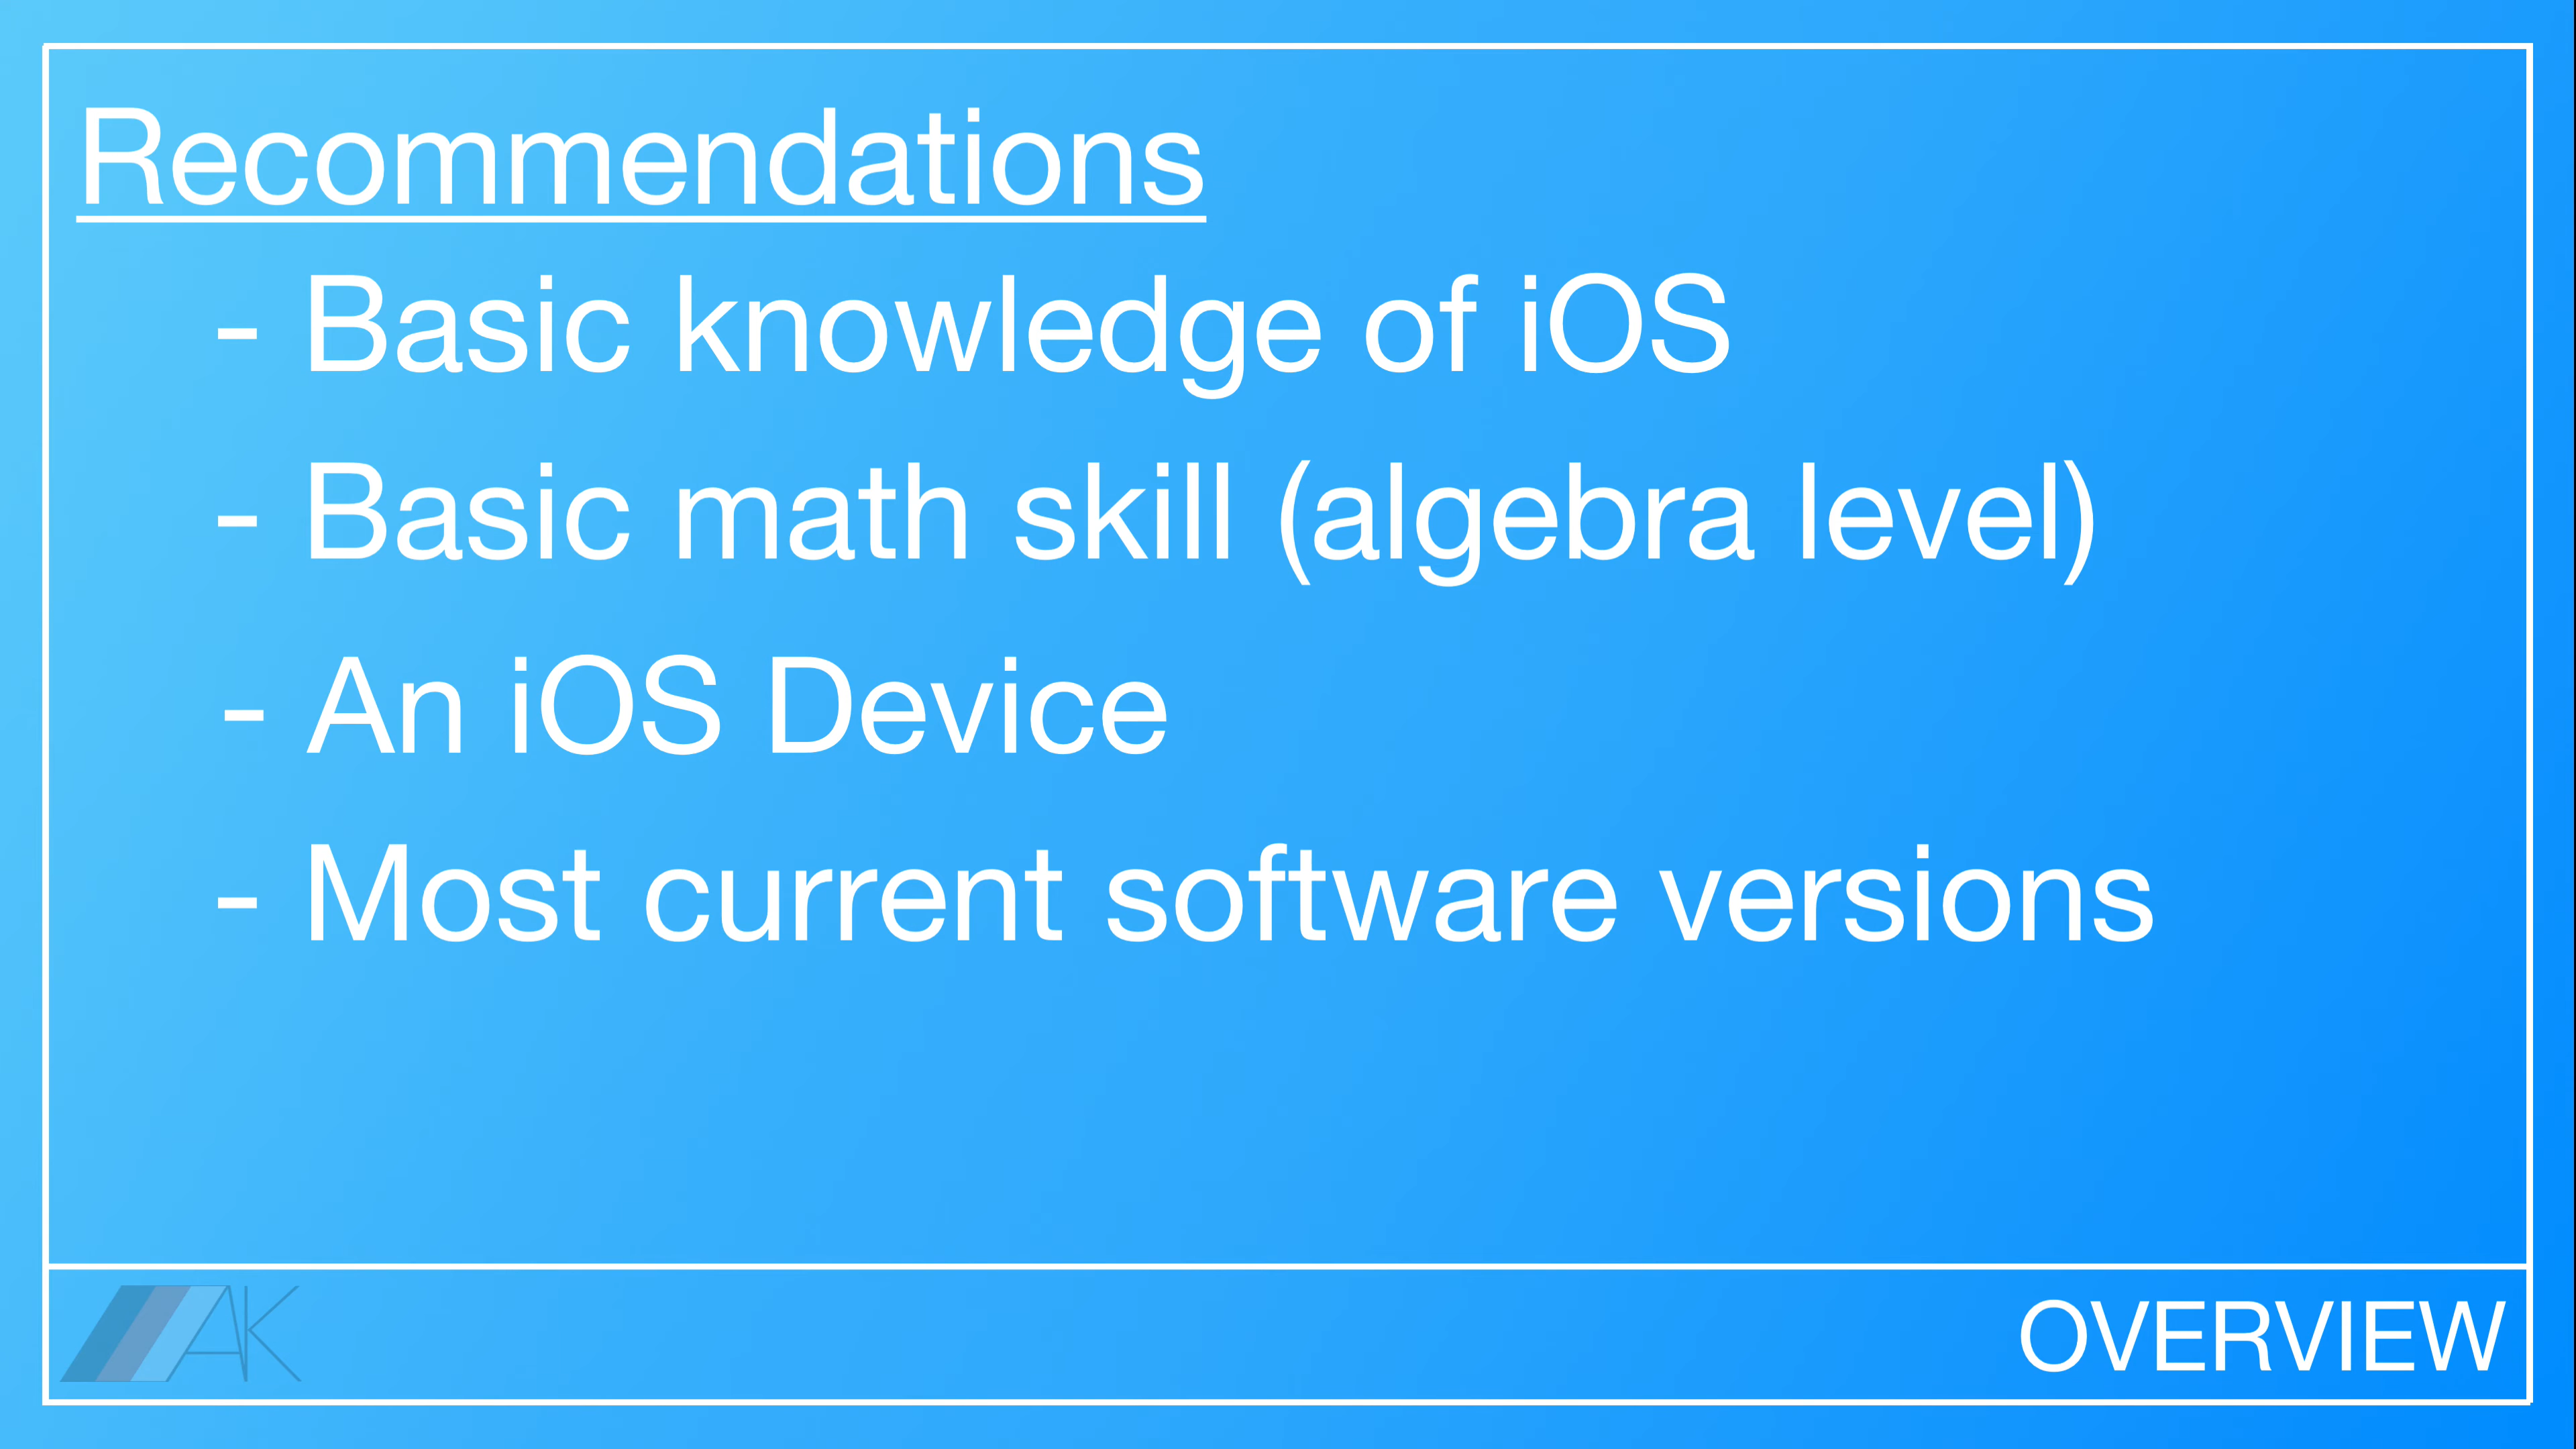 Recommendations
- Basic knowledge of iOS
- Basic math skill (algebra level)
- An iOS Device
- Most current software versions
AK
OVERVIEW